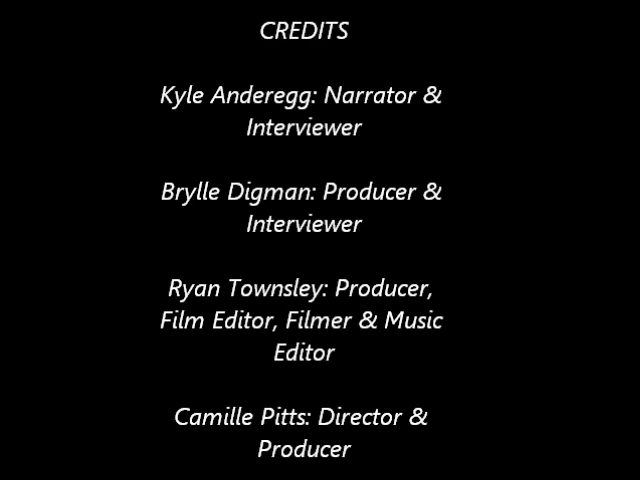 CREDITS
Kyle Anderegg: Narrator &
Interviewer
Brylle Digman: Producer &
Interviewer
Ryan Townsley: Producer,
Film Editor, Filmer & Music
Editor
Camille Pitts: Director &
Producer